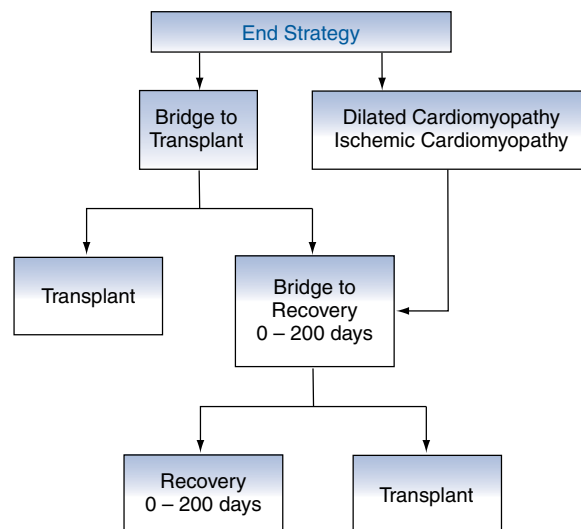 End Strategy
Bridge to
Transplant
Dilated Cardiomyopathy
Ischemic Cardiomyopathy
Transplant
Bridge to
Recovery
0 – 200 days
Recovery
0 – 200 days
Transplant